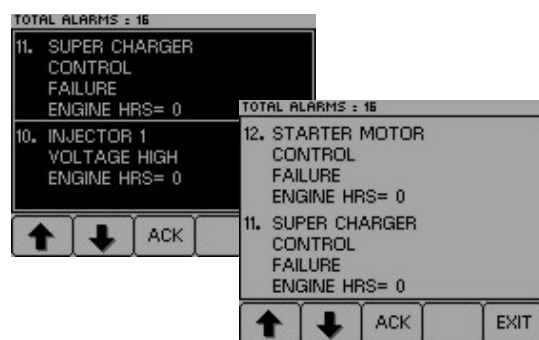 TOTAL ALARMS : 16
11. SUPER CHARGER
CONTROL
FAILURE
ENGINE HRS= 0
10. INJECTOR 1
VOLTAGE HIGH
ENGINE HRS= 0
ACK
TOTAL ALARMS : 16
12. STARTER MOTOR
CONTROL
FAILURE
ENGINE HRS= 0
11. SUPER CHARGER
CONTROL
FAILURE
ENGINE HRS= 0
ACK EXIT